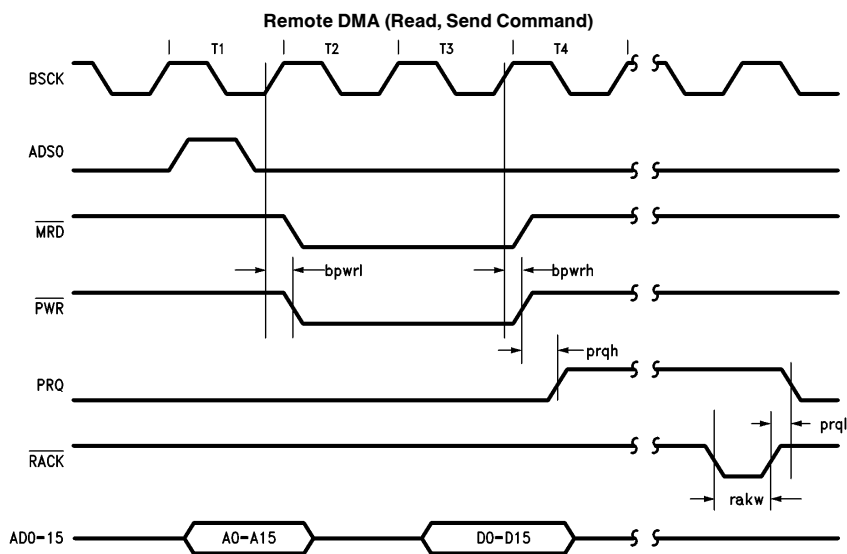 Remote DMA (Read, Send Command)
T1 T2 T3 T4
BSCK
ADS0
MRD
bpwrl bpwrh
PWR
prqh
PRQ
prql
RACK
rakw
AD0-15 A0-A15 D0-D15